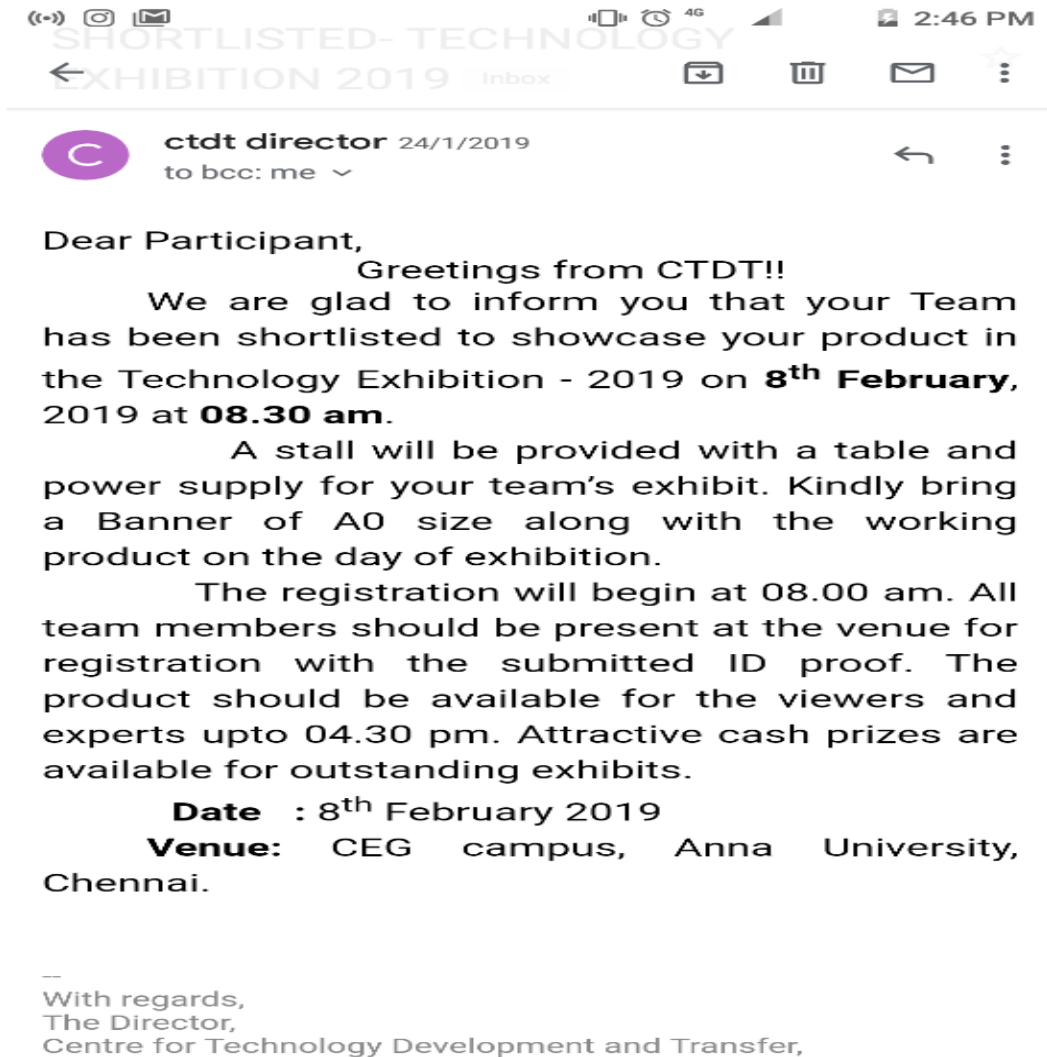 2:46 PM
4G
SHORTLISTED- TECHNOLOGY
EXHIBITION 2019 Inbox
C
ctdt director 24/1/2019
to bcc: me
Dear Participant,
Greetings from CTDT!!
We are glad to inform you that your Team
has been shortlisted to showcase your product in
the Technology Exhibition - 2019 on 8th February,
2019 at 08.30 am.
A stall will be provided with a table and
power supply for your team's exhibit. Kindly bring
a Banner of A0 size along with the working
product on the day of exhibition.
The registration will begin at 08.00 am. All
team members should be present at the venue for
registration with the submitted ID proof. The
product should be available for the viewers and
experts upto 04.30 pm. Attractive cash prizes are
available for outstanding exhibits.
Date : 8th February 2019
Venue: CEG campus, Anna University,
Chennai.
--
With regards,
The Director,
Centre for Technology Development and Transfer,